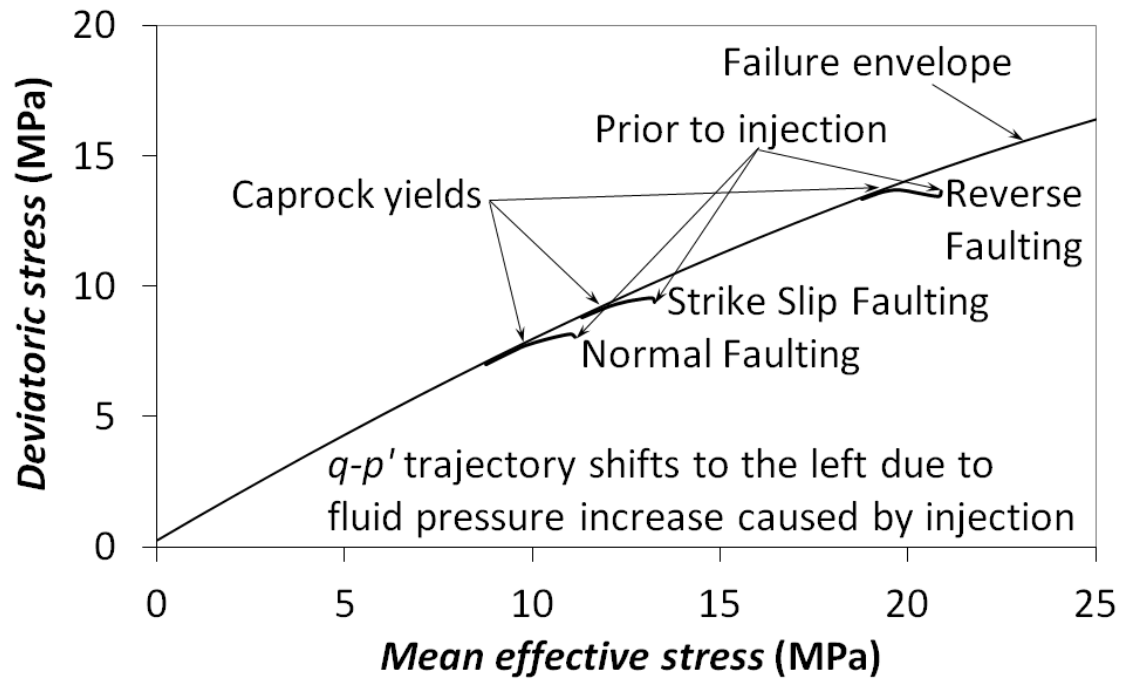 20
15
10
5
0
Deviatoric stress (MPa)
Failure envelope
Prior to injection
Caprock yields
Reverse
Faulting
Strike Slip Faulting
Normal Faulting
q-p' trajectory shifts to the left due to
fluid pressure increase caused by injection
0 5 10 15 20 25
Mean effective stress (MPa)